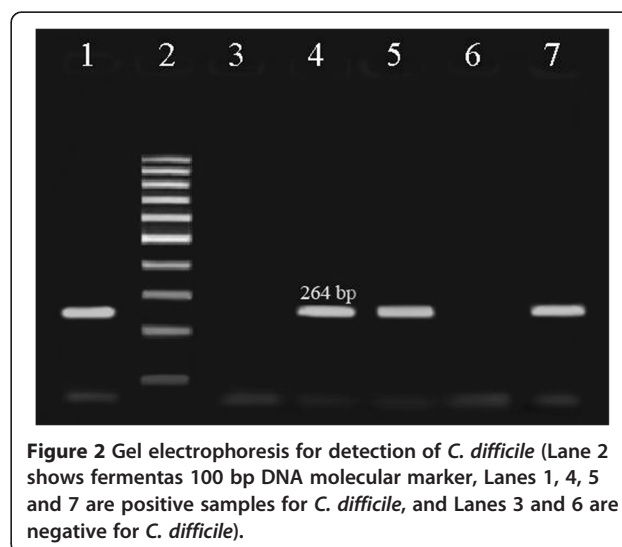 1 2 3 4 5 6 7
264 bp
Figure 2 Gel electrophoresis for detection of C. difficile (Lane 2
shows fermentas 100 bp DNA molecular marker, Lanes 1, 4, 5
and 7 are positive samples for C. difficile, and Lanes 3 and 6 are
negative for C. difficile).